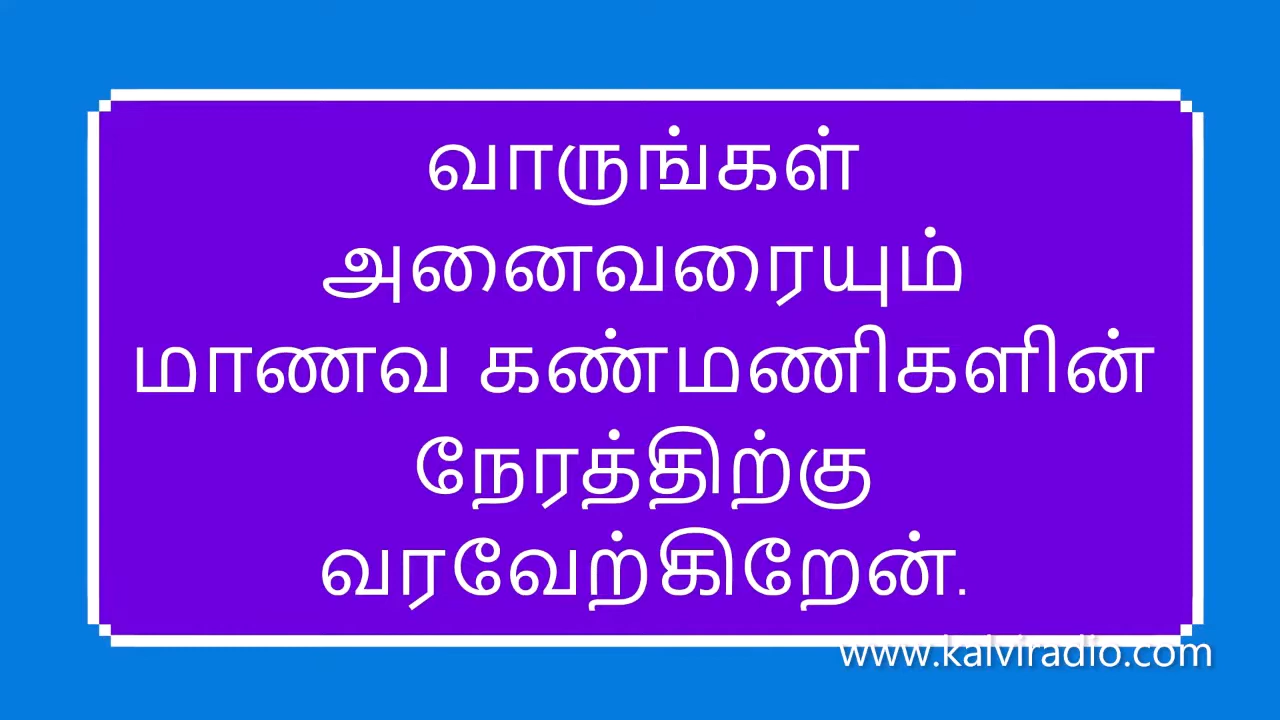 வாருங்கள்
அனைவரையும்
மாணவ கண்மணிகளின்
நேரத்திற்கு
வரவேற்கிறேன்.
www.kalviradio.com